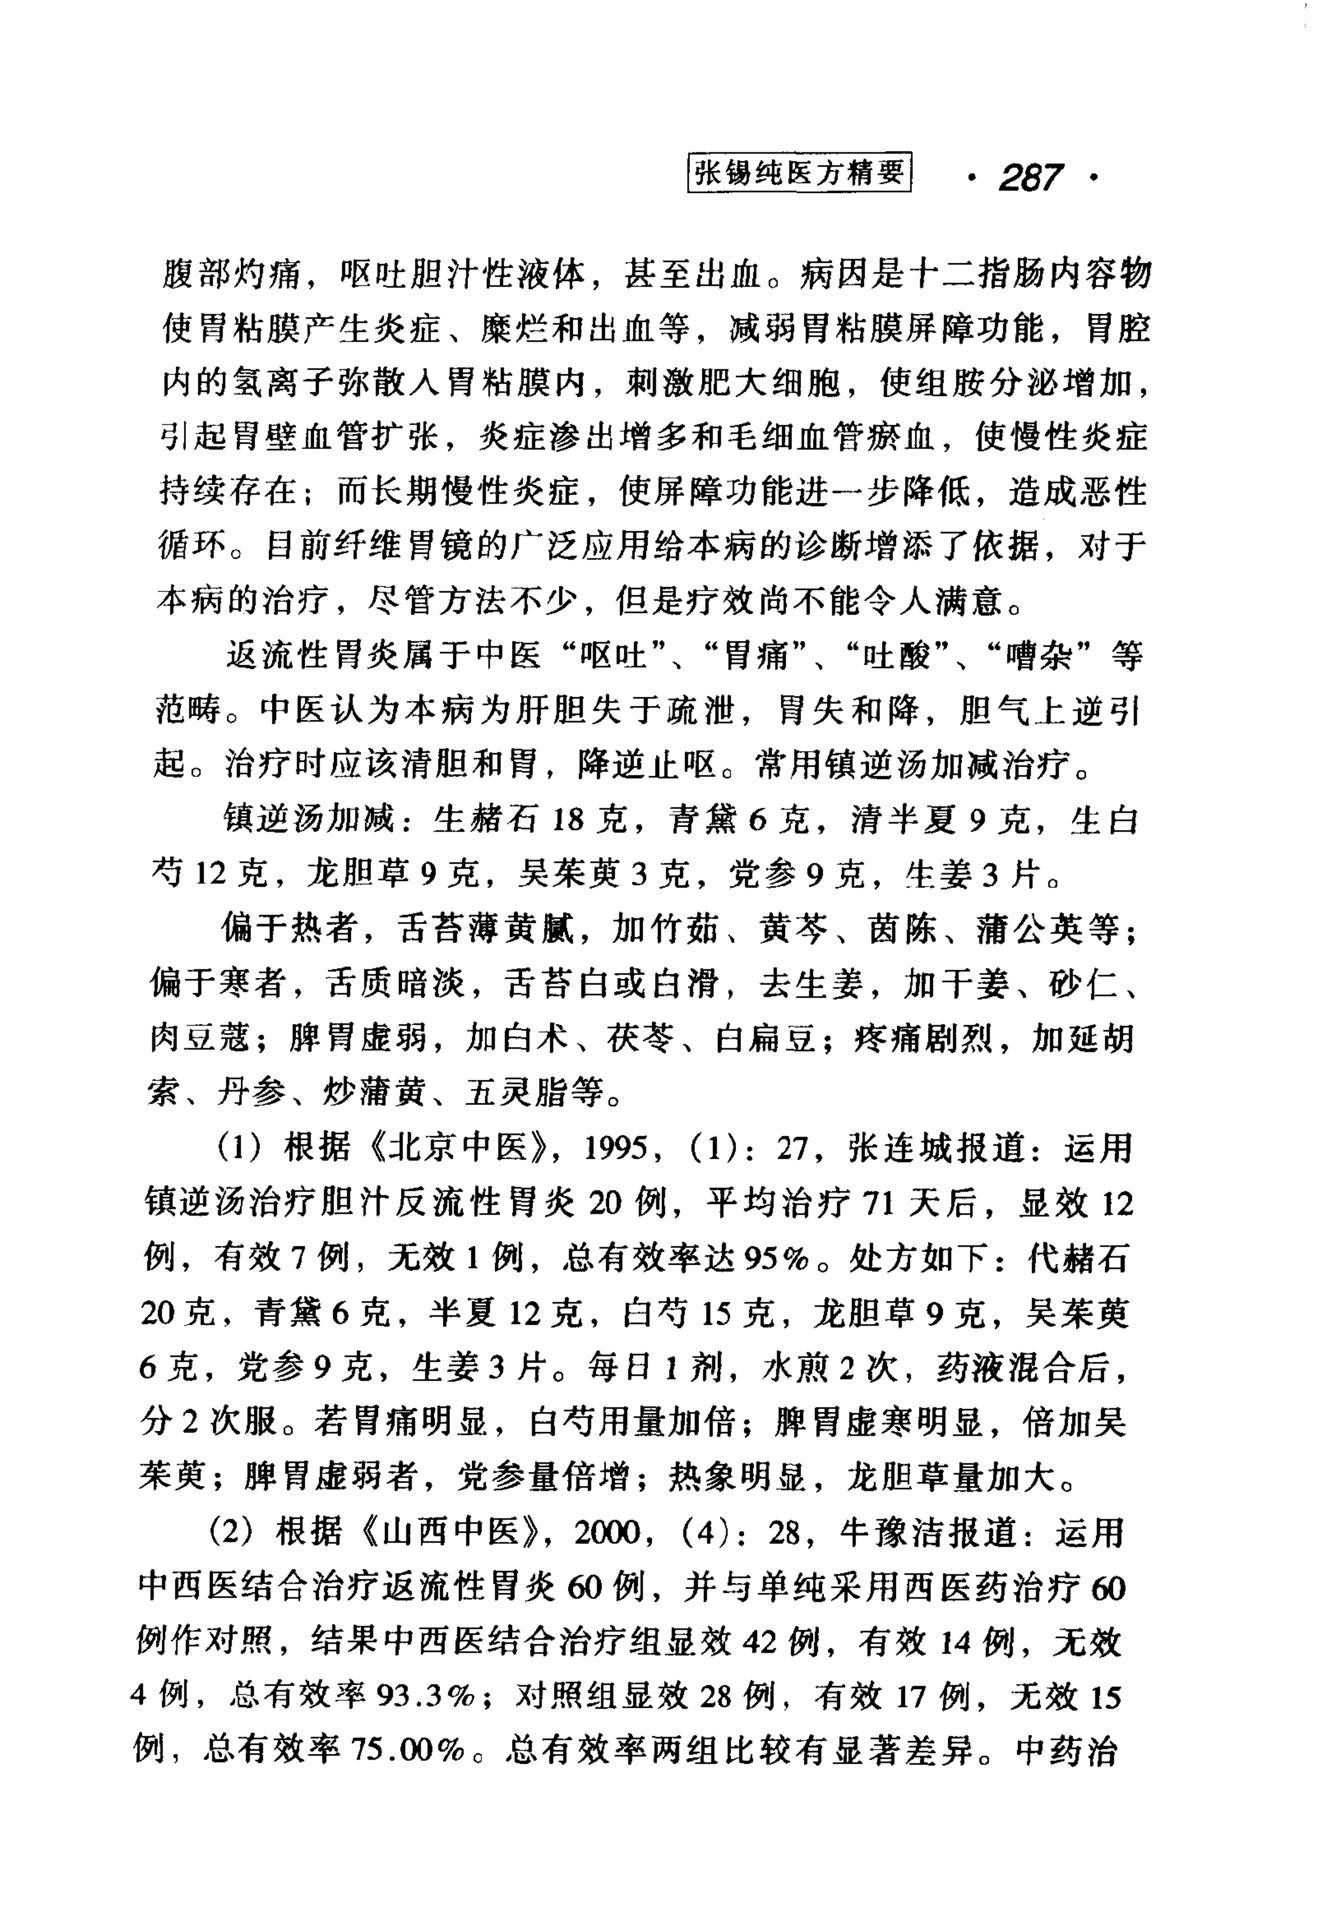 张锡纯医方精要 · 287 ·
腹部灼痛，呕吐胆汁性液体，甚至出血。病因是十二指肠内容物
使胃粘膜产生炎症、糜烂和出血等，减弱胃粘膜屏障功能，胃腔
内的氢离子弥散入胃粘膜内，刺激肥大细胞，使组胺分泌增加，
引起胃壁血管扩张，炎症渗出增多和毛细血管瘀血，使慢性炎症
持续存在；而长期慢性炎症，使屏障功能进一步降低，造成恶性
循环。目前纤维胃镜的广泛应用给本病的诊断增添了依据，对于
本病的治疗，尽管方法不少，但是疗效尚不能令人满意。
返流性胃炎属于中医“呕吐”、“胃痛”、“吐酸”、“嘈杂”等
范畴。中医认为本病为肝胆失于疏泄，胃失和降，胆气上逆引
起。治疗时应该清胆和胃，降逆止呕。常用镇逆汤加减治疗。
镇逆汤加减：生赭石 18 克，青黛 6 克，清半夏 9 克，生白
芍 12 克，龙胆草 9 克，吴茱萸 3 克，党参 9 克，生姜 3 片。
偏于热者，舌苔薄黄腻，加竹茹、黄芩、茵陈、蒲公英等；
偏于寒者，舌质暗淡，舌苔白或白滑，去生姜，加干姜、砂仁、
肉豆蔻；脾胃虚弱，加白术、茯苓、白扁豆；疼痛剧烈，加延胡
索、丹参、炒蒲黄、五灵脂等。
(1) 根据《北京中医》，1995，(1)：27，张连城报道：运用
镇逆汤治疗胆汁反流性胃炎 20 例，平均治疗 71 天后，显效 12
例，有效 7 例，无效 1 例，总有效率达 95%。处方如下：代赭石
20 克，青黛 6 克，半夏 12 克，白芍 15 克，龙胆草 9 克，吴茱萸
6 克，党参 9 克，生姜 3 片。每日 1 剂，水煎 2 次，药液混合后，
分 2 次服。若胃痛明显，白芍用量加倍；脾胃虚寒明显，倍加吴
茱萸；脾胃虚弱者，党参量倍增；热象明显，龙胆草量加大。
(2) 根据《山西中医》，2000，(4)：28，牛豫洁报道：运用
中西医结合治疗返流性胃炎 60 例，并与单纯采用西医药治疗 60
例作对照，结果中西医结合治疗组显效 42 例，有效 14 例，无效
4 例，总有效率 93.3%；对照组显效 28 例，有效 17 例，无效 15
例，总有效率 75.00%。总有效率两组比较有显著差异。中药治